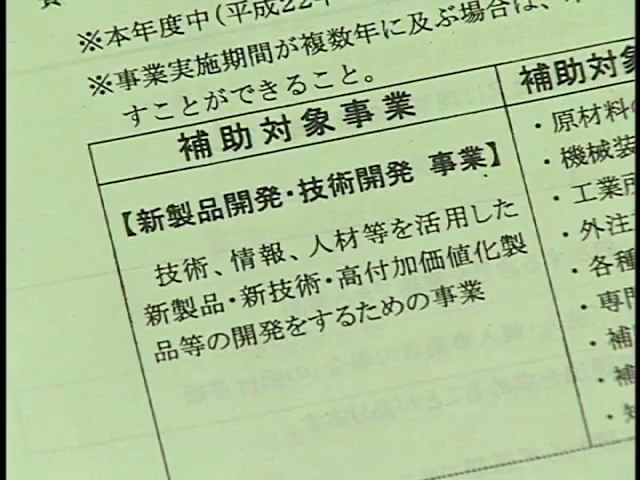 ※本年度中(平成22年
※事業実施期間が複数年に及ぶ場合は、
すことができること。
補助対象事業
【新製品開発・技術開発 事業】
技術、情報、人材等を活用した
新製品・新技術・高付加価値化製
品等の開発をするための事業
補助対象
・原材料
・機械装
・工業所
・外注
・各種
・専門
・補
・補